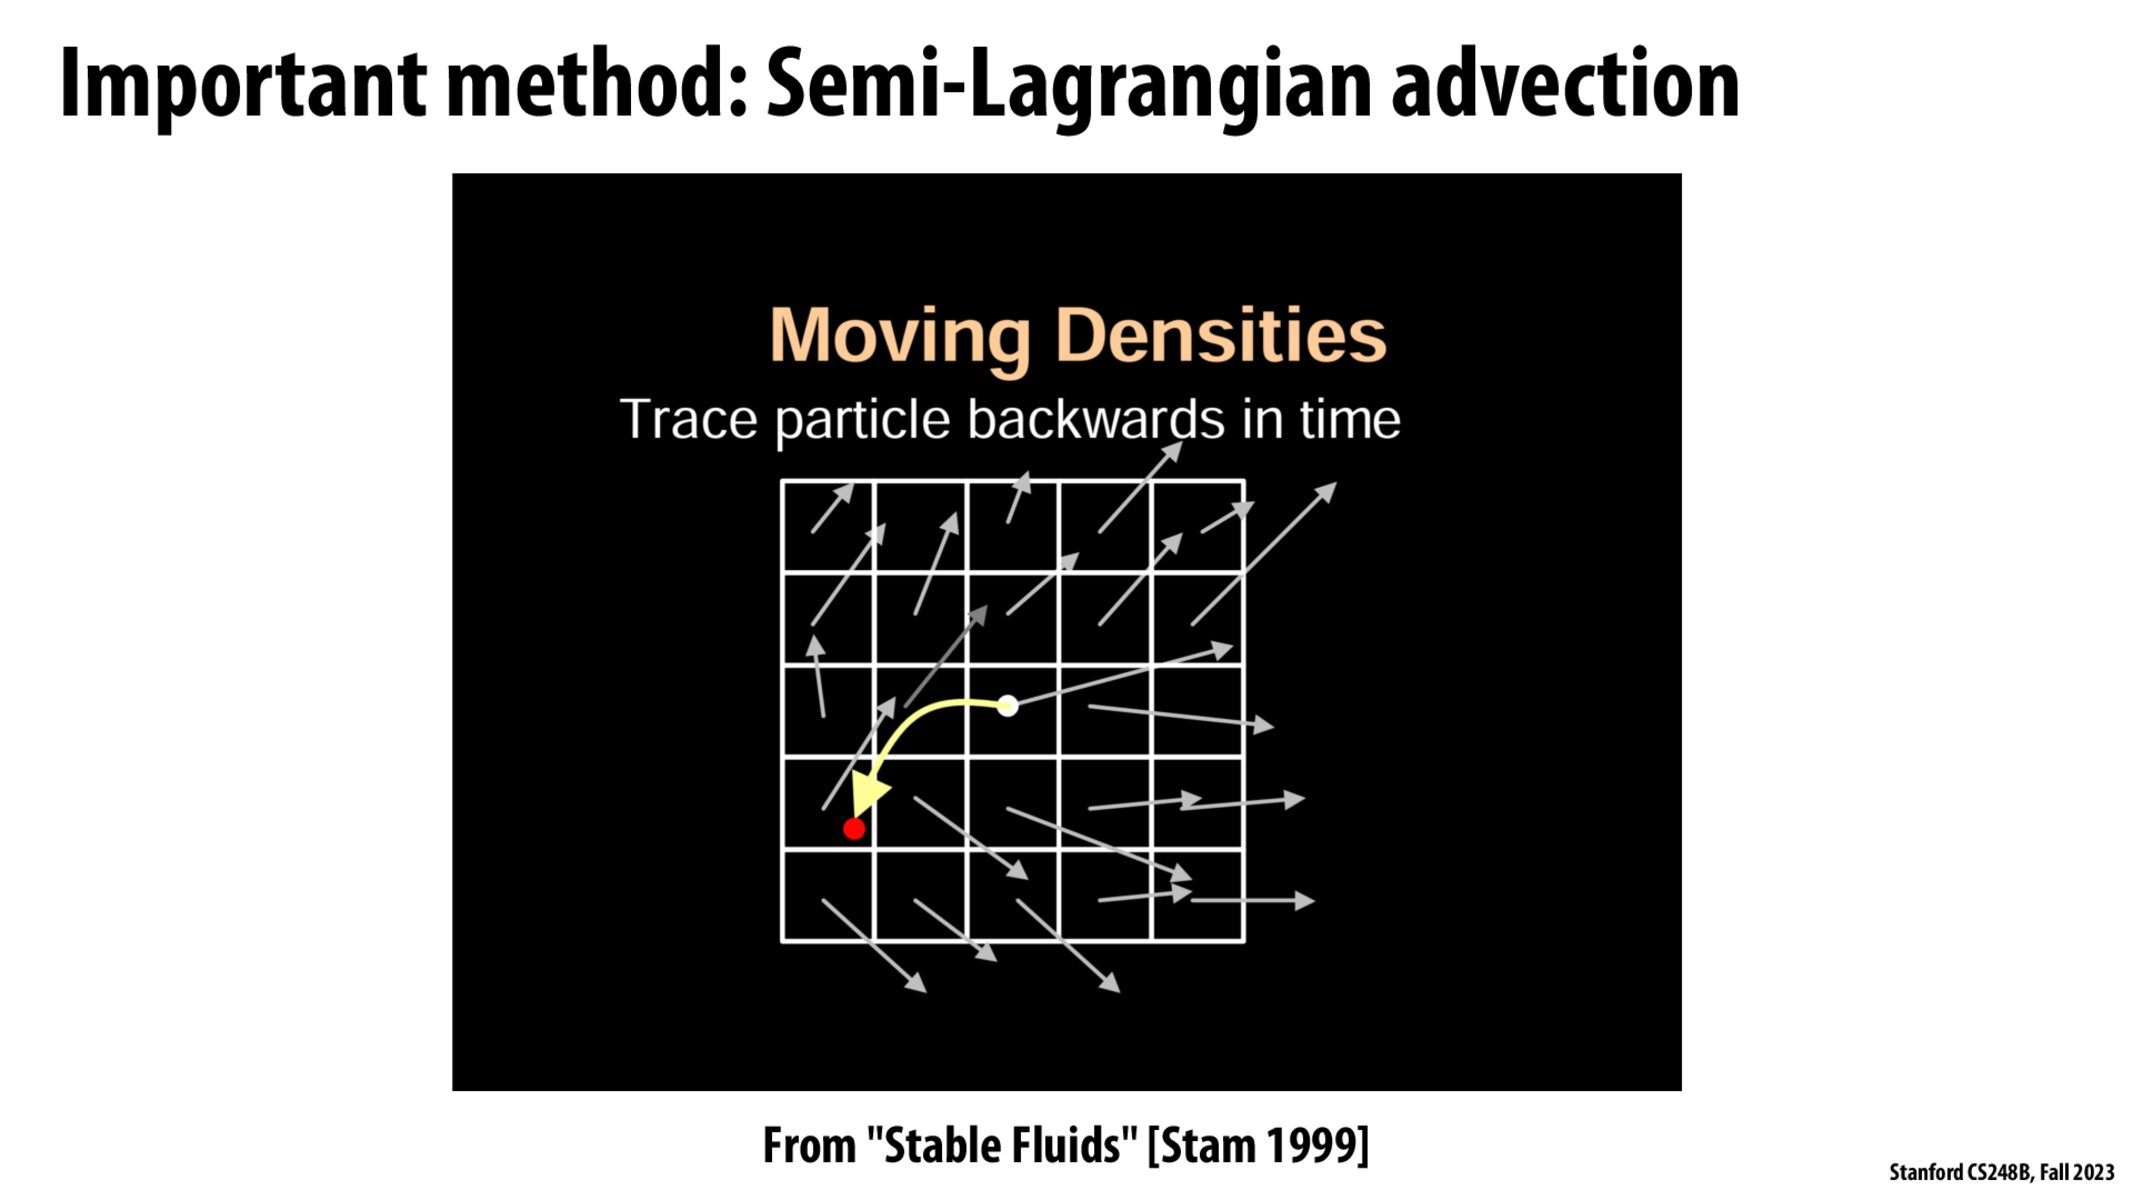 Important method: Semi-Lagrangian advection
Moving Densities
Trace particle backwards in time
From "Stable Fluids" [Stam 1999]
Stanford CS248B, Fall 2023